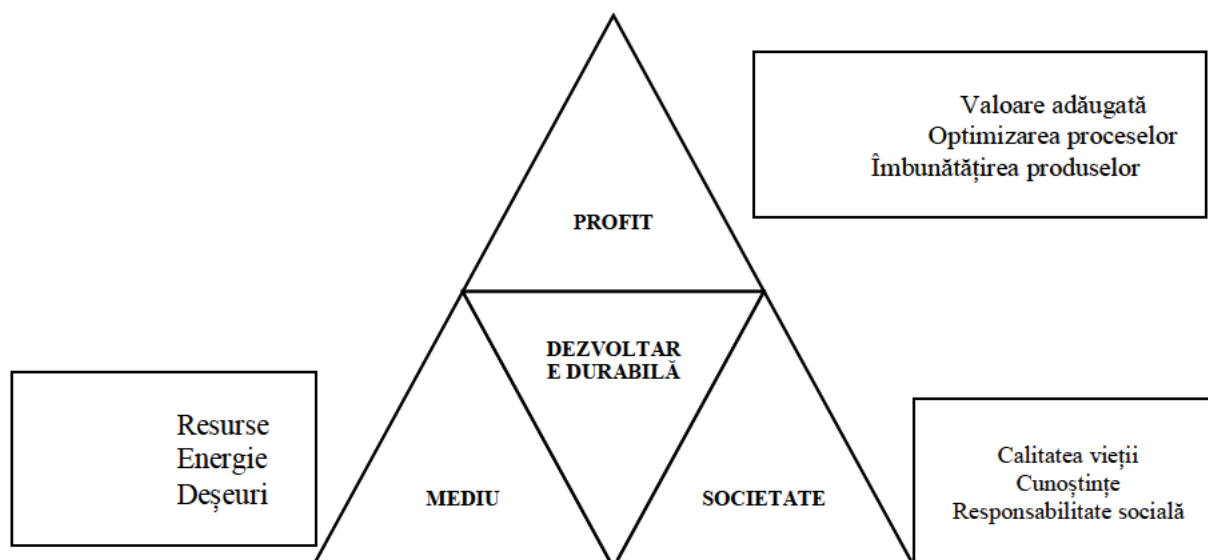 Valoare adăugată
Optimizarea proceselor
Îmbunătățirea produselor
PROFIT
DEZVOLTAR
E DURABILĂ
Resurse
Energie
Deșeuri
MEDIU
SOCIETATE
Calitatea vieții
Cunoștințe
Responsabilitate socială